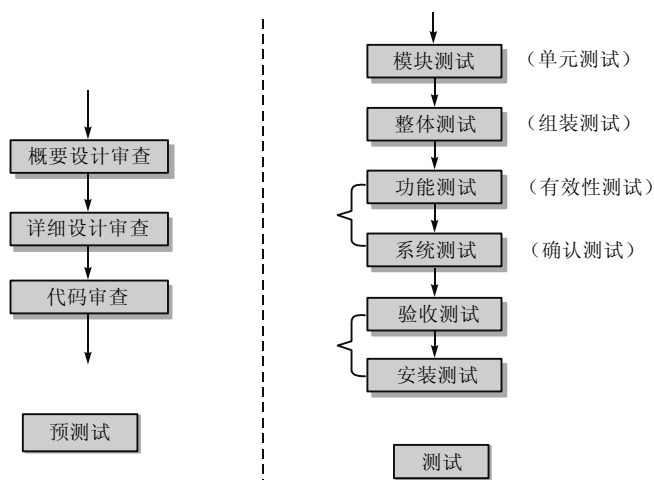 概要设计审查
详细设计审查
代码审查
预测试
模块测试 （单元测试）
整体测试 （组装测试）
功能测试 （有效性测试）
系统测试 （确认测试）
验收测试
安装测试
测试